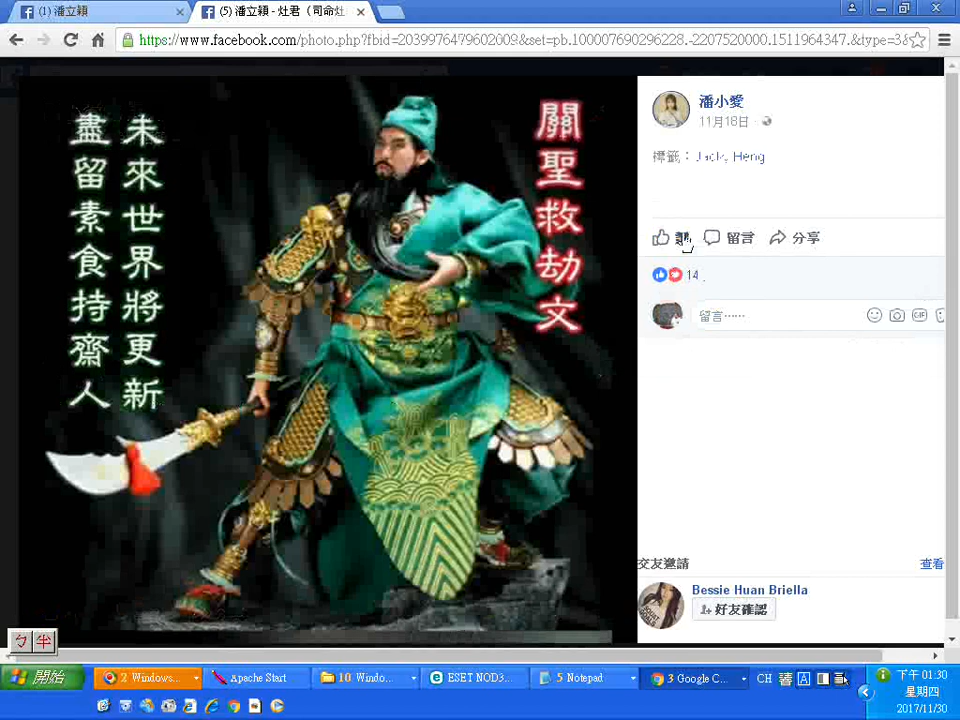 (1) 潘立穎
(5) 潘立穎 - 灶君（司命灶
https://www.facebook.com/photo.php?fbid=2039976479602009&set=pb.100007690296228.-2207520000.1511964347.&type=3&
關聖救劫文
未來世界將更新
盡留素食持齋人
潘小愛
11月18日
標籤：Jacky Heng
讚 留言 分享
14
留言……
GIF
交友邀請 查看
Bessie Huan Briella
好友確認
ㄅ 半
開始
2 Windows...
Apache Start
10 Windo...
ESET NOD3...
5 Notepad
3 Google C...
CH
下午 01:30
星期四
2017/11/30